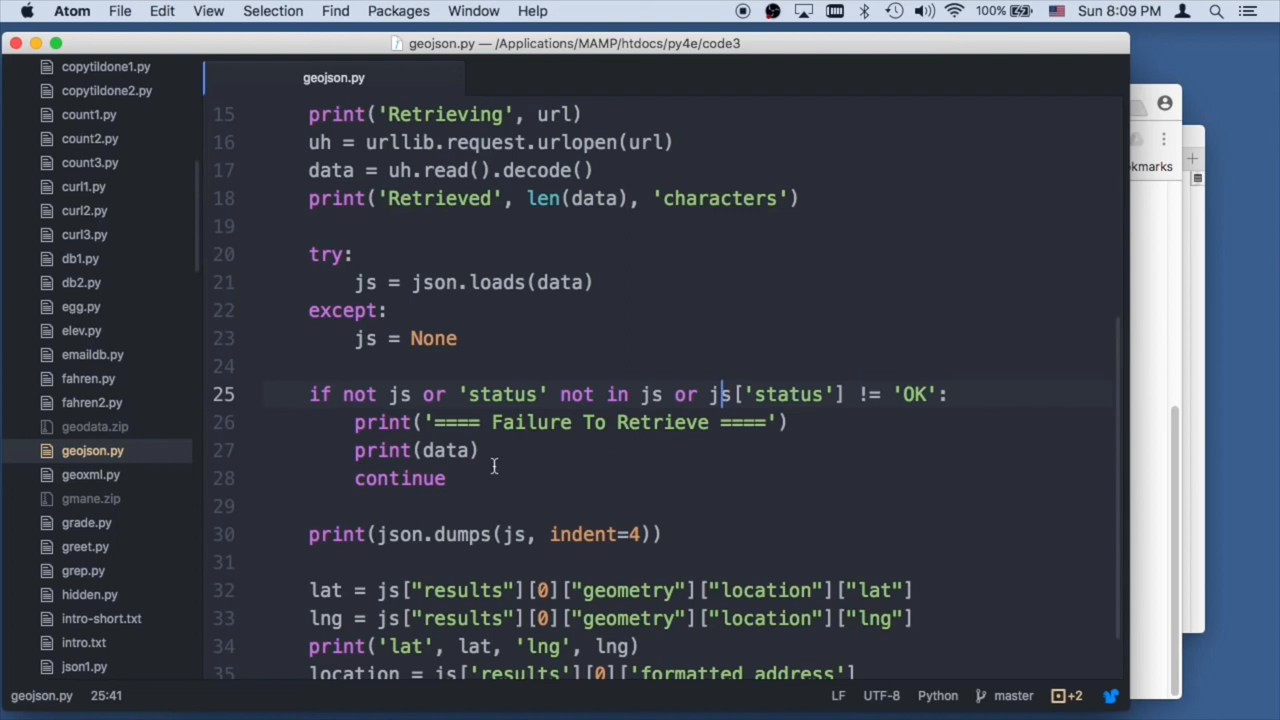 Atom File Edit View Selection Find Packages Window Help 100% Sun 8:09 PM
geojson.py — /Applications/MAMP/htdocs/py4e/code3
copytildone1.py
copytildone2.py
count1.py
count2.py
count3.py
curl1.py
curl2.py
curl3.py
db1.py
db2.py
egg.py
elev.py
emaildb.py
fahren.py
fahren2.py
geodata.zip
geojson.py
geoxml.py
gmane.zip
grade.py
greet.py
grep.py
hidden.py
intro-short.txt
intro.txt
json1.py
geojson.py
15 print('Retrieving', url)
16 uh = urllib.request.urlopen(url)
17 data = uh.read().decode()
18 print('Retrieved', len(data), 'characters')
19
20 try:
21 js = json.loads(data)
22 except:
23 js = None
24
25 if not js or 'status' not in js or js['status'] != 'OK':
26 print('==== Failure To Retrieve ====')
27 print(data)
28 continue
29
30 print(json.dumps(js, indent=4))
31
32 lat = js["results"][0]["geometry"]["location"]["lat"]
33 lng = js["results"][0]["geometry"]["location"]["lng"]
34 print('lat', lat, 'lng', lng)
35 location = js['results'][0]['formatted_address']
okmarks
geojson.py 25:41 LF UTF-8 Python master +2